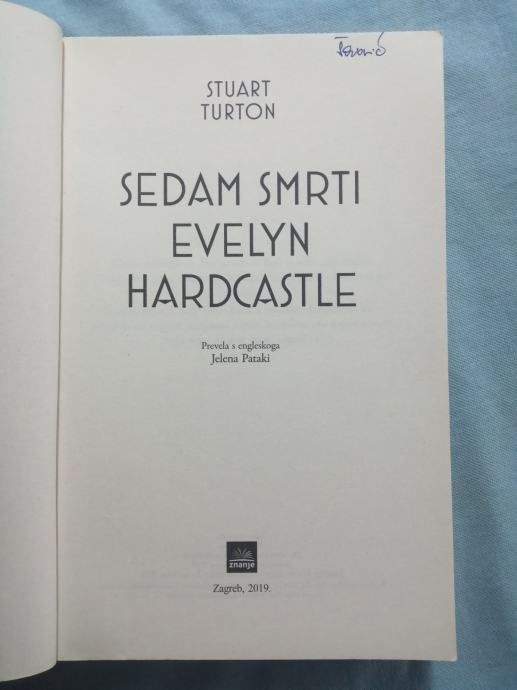 STUART
TURTON
SEDAM SMRTI
EVELYN
HARDCASTLE
Prevela s engleskoga
Jelena Pataki
znanje
Zagreb, 2019.